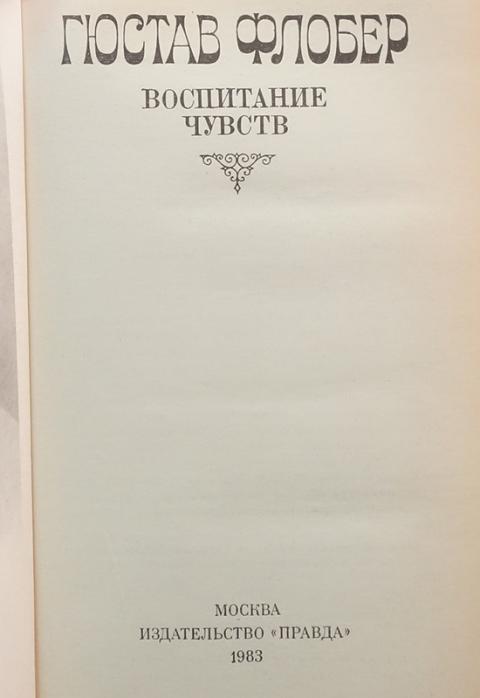 ГЮСТАВ ФЛОБЕР
ВОСПИТАНИЕ
ЧУВСТВ
МОСКВА
ИЗДАТЕЛЬСТВО «ПРАВДА»
1983